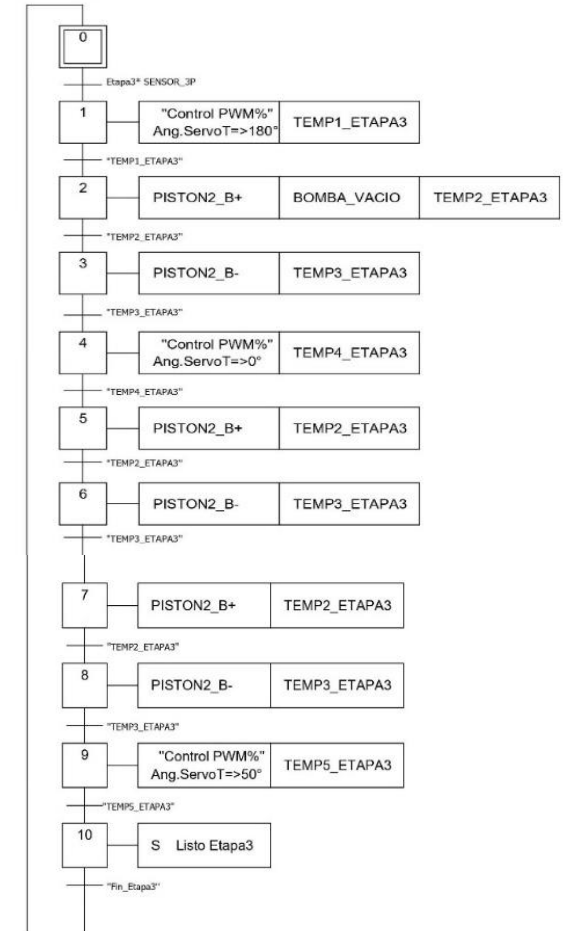 0
Etapa3* SENSOR_3P
1
"Control PWM%"
Ang.ServoT=>180°
TEMP1_ETAPA3
"TEMP1_ETAPA3"
2
PISTON2_B+
BOMBA_VACIO
TEMP2_ETAPA3
"TEMP2_ETAPA3"
3
PISTON2_B-
TEMP3_ETAPA3
"TEMP3_ETAPA3"
4
"Control PWM%"
Ang.ServoT=>0°
TEMP4_ETAPA3
"TEMP4_ETAPA3"
5
PISTON2_B+
TEMP2_ETAPA3
"TEMP2_ETAPA3"
6
PISTON2_B-
TEMP3_ETAPA3
"TEMP3_ETAPA3"
7
PISTON2_B+
TEMP2_ETAPA3
"TEMP2_ETAPA3"
8
PISTON2_B-
TEMP3_ETAPA3
"TEMP3_ETAPA3"
9
"Control PWM%"
Ang.ServoT=>50°
TEMP5_ETAPA3
"TEMP5_ETAPA3"
10
S Listo Etapa3
"Fin_Etapa3"